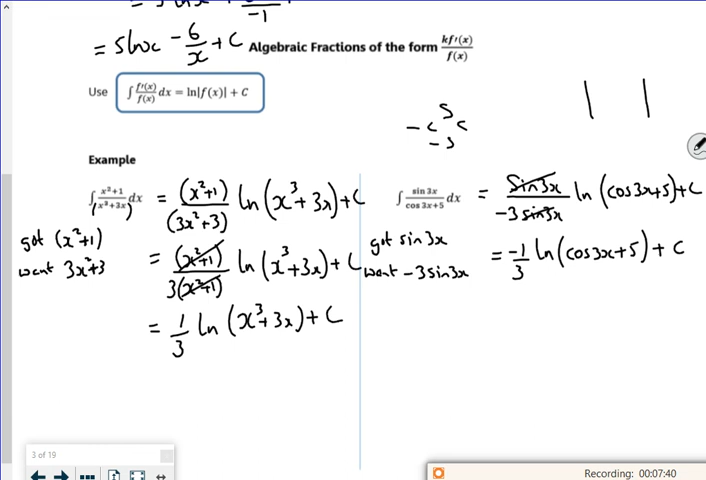 -1
= 5lnx - 6/x + C
Algebraic Fractions of the form kf'(x)/f(x)
Use ∫ f'(x)/f(x) dx = ln|f(x)| + C
S
-C C
-S
Example
∫ x²+1/x³+3x dx = (x²+1)/(3x²+3) ln(x³+3x)+C
got (x²+1)
want 3x²+3
= (x²+1)/3(x²+1) ln(x³+3x)+C
= 1/3 ln(x³+3x)+C
∫ sin 3x/cos 3x+5 dx = Sin3x/-3sin3x ln(cos3x+5)+C
got sin3x
want -3sin3x
= -1/3 ln(cos3x+5)+C
3 of 19
Recording: 00:07:40